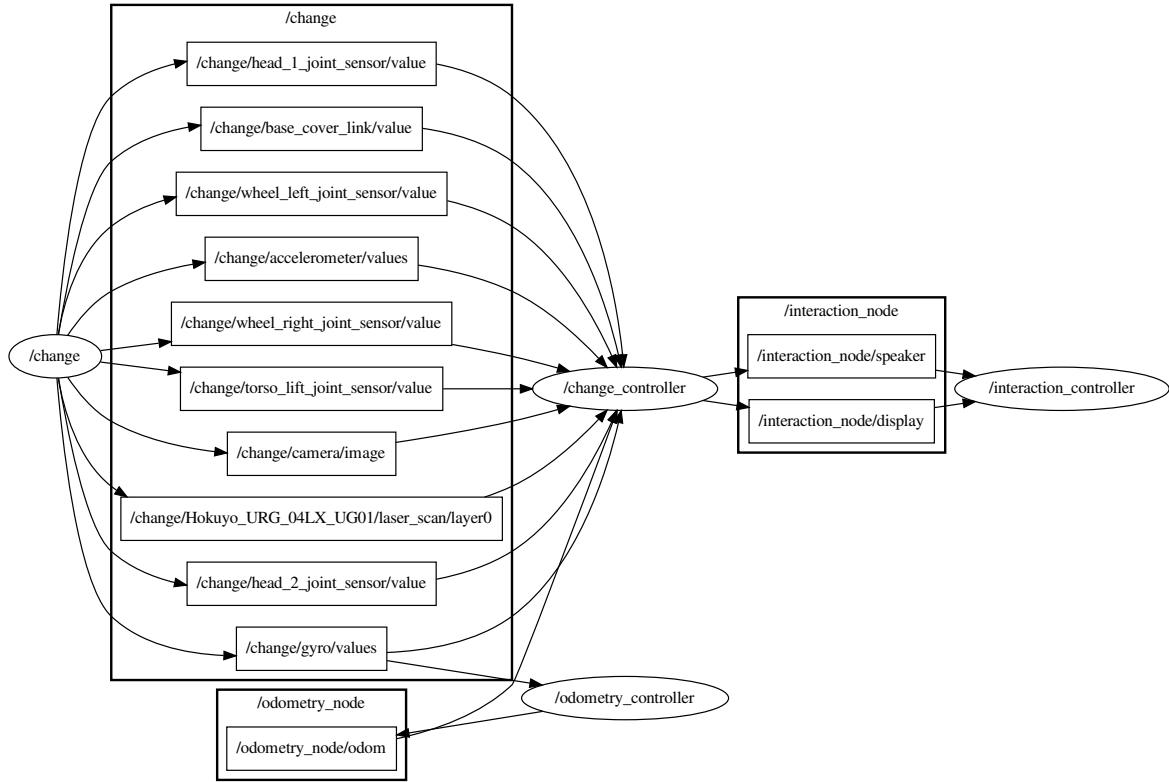 /change
/change/head_1_joint_sensor/value
/change/base_cover_link/value
/change/wheel_left_joint_sensor/value
/change/accelerometer/values
/change/wheel_right_joint_sensor/value
/change
/change/torso_lift_joint_sensor/value
/change/camera/image
/change/Hokuyo_URG_04LX_UG01/laser_scan/layer0
/change/head_2_joint_sensor/value
/change/gyro/values
/change_controller
/interaction_node
/interaction_node/speaker
/interaction_node/display
/interaction_controller
/odometry_node
/odometry_node/odom
/odometry_controller